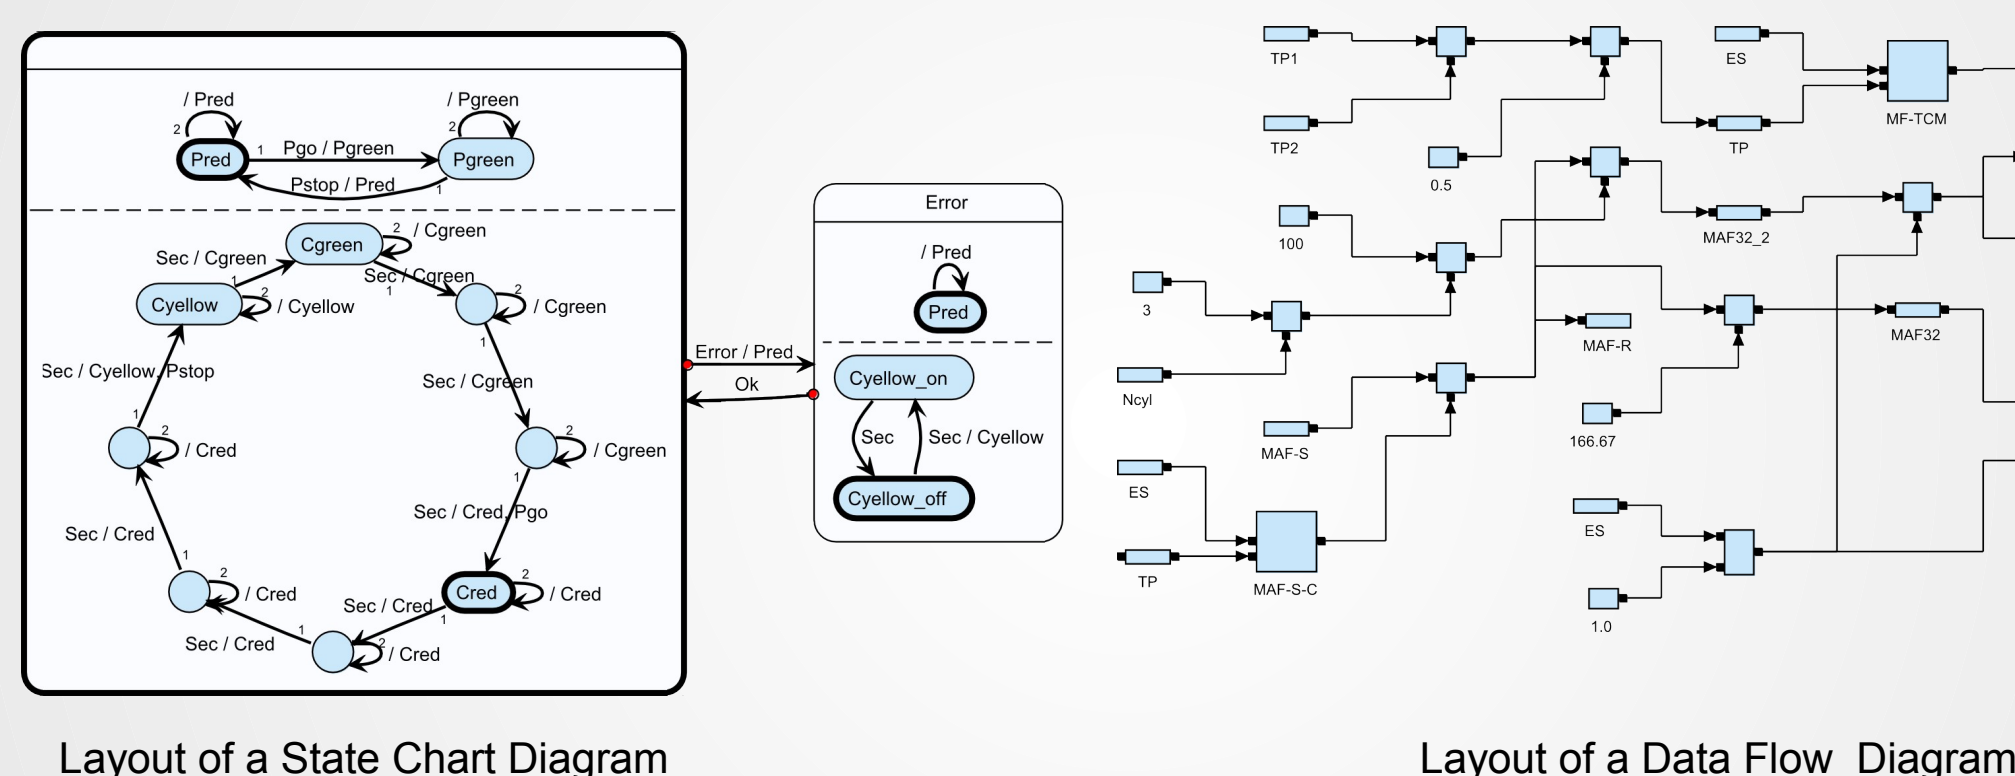 / Pred
2
Pred
1
Pgo / Pgreen
/ Pgreen
2
Pgreen
Pstop / Pred
1
Cgreen
2
/ Cgreen
Sec / Cgreen
1
Sec / Cgreen
1
Cyellow
2
/ Cyellow
2
/ Cgreen
1
Sec / Cyellow, Pstop
1
Sec / Cgreen
2
/ Cred
2
/ Cgreen
1
Sec / Cred
1
Sec / Cred, Pgo
2
/ Cred
Cred
2
/ Cred
Sec / Cred
1
Sec / Cred
1
2
/ Cred
Error / Pred
Ok
Error
/ Pred
Pred
Cyellow_on
Sec
Sec / Cyellow
Cyellow_off
Layout of a State Chart Diagram
TP1
TP2
0.5
ES
TP
MF-TCM
100
MAF32_2
3
Ncyl
MAF-R
MAF32
MAF-S
166.67
ES
TP
MAF-S-C
ES
1.0
Layout of a Data Flow Diagram